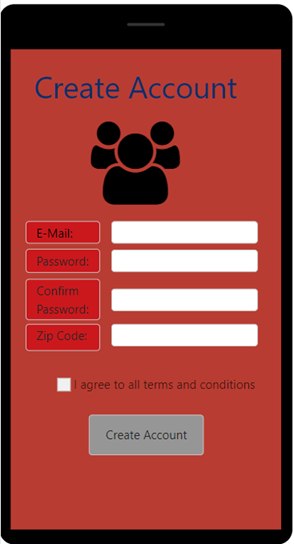 Create Account
E-Mail:
Password:
Confirm
Password:
Zip Code:
I agree to all terms and conditions
Create Account